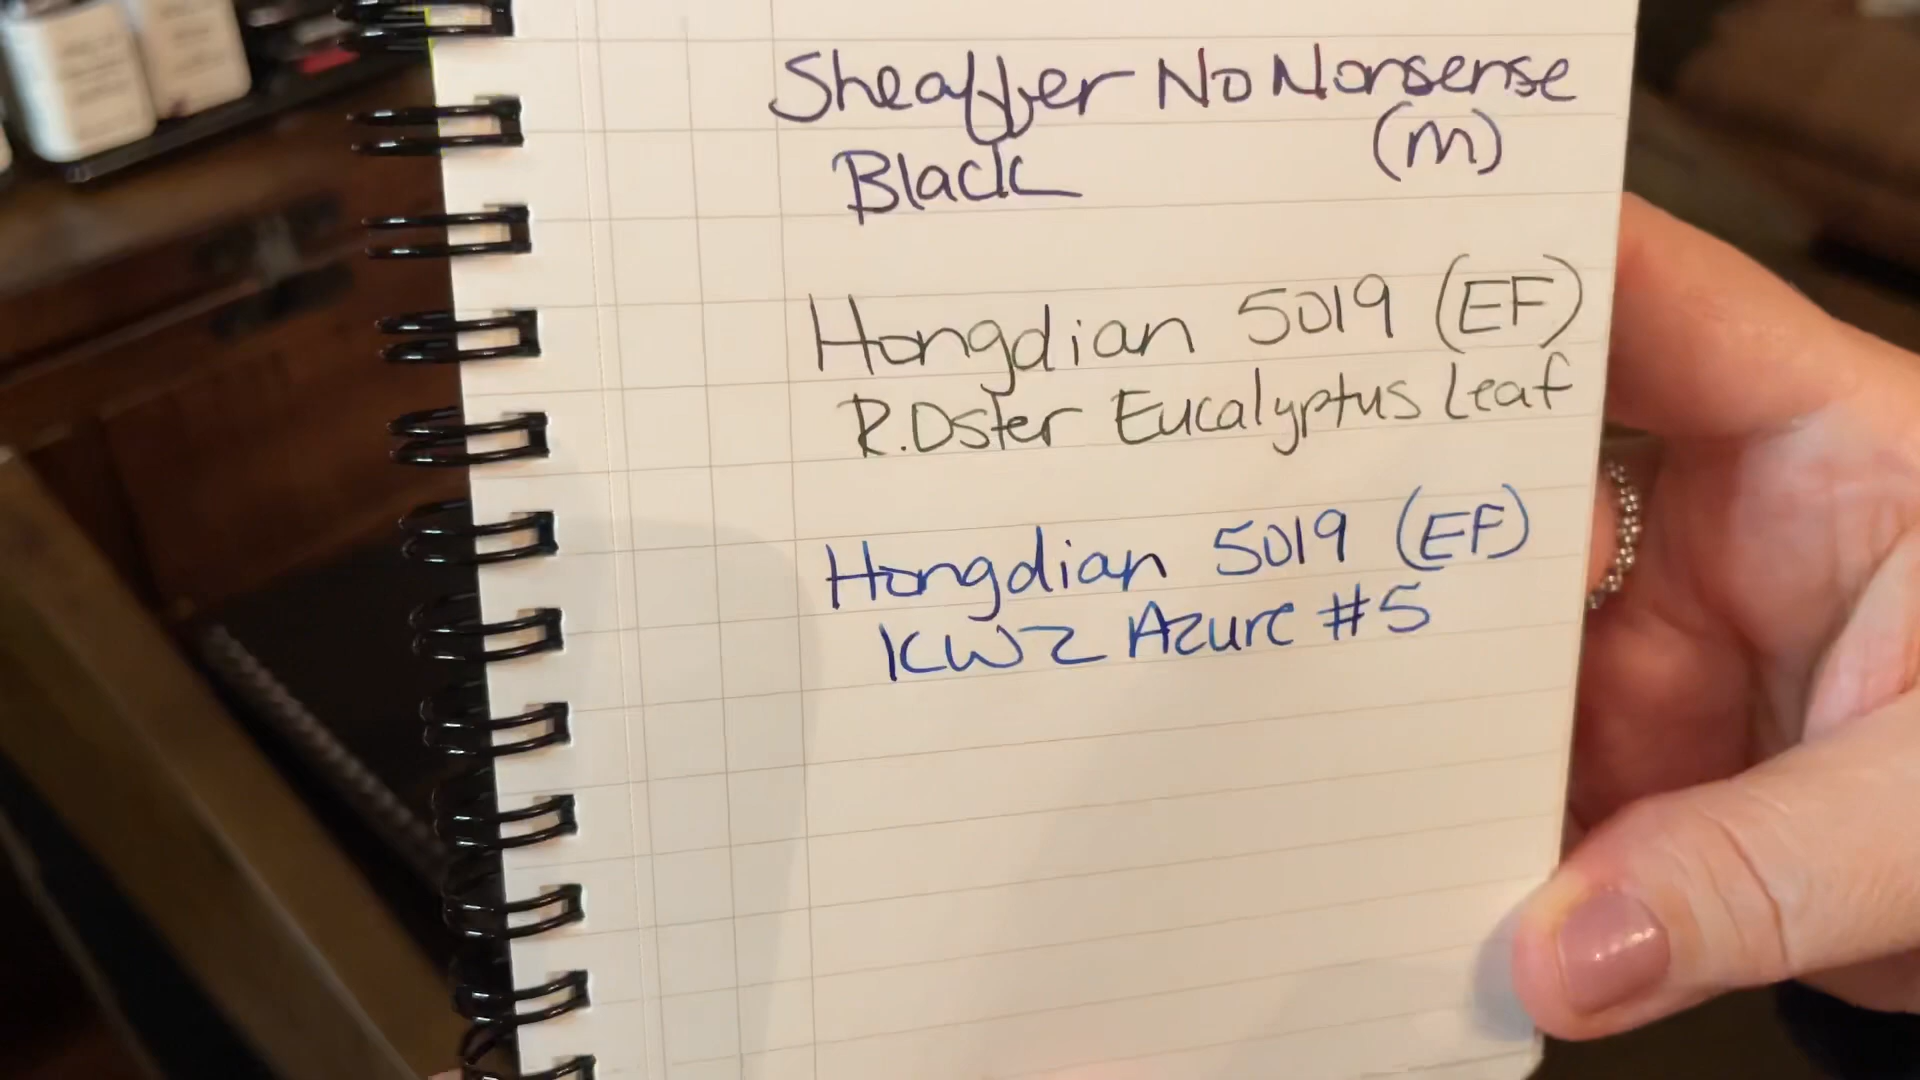 Sheaffer No Nonsense
Black (M)
Hongdian 5019 (EF)
R.Oster Eucalyptus Leaf
Hongdian 5019 (EF)
KWZ Azure #5